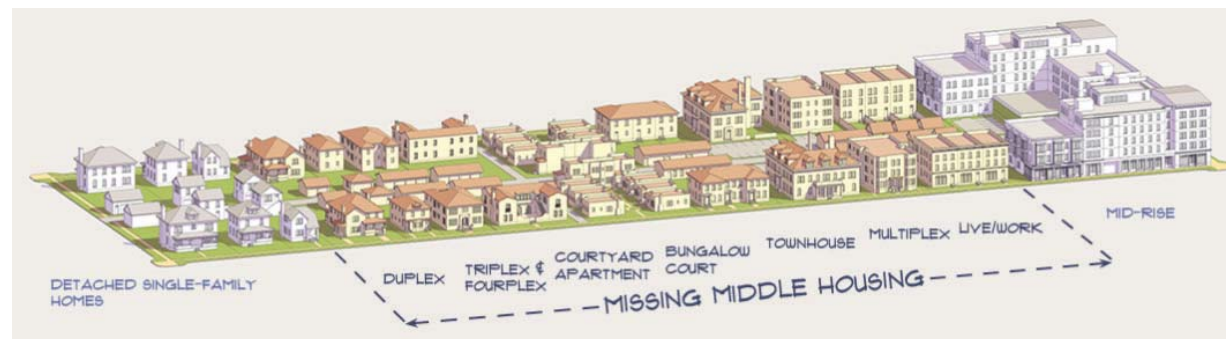 DETACHED SINGLE-FAMILY
HOMES
DUPLEX
TRIPLEX &
FOURPLEX
COURTYARD
APARTMENT
BUNGALOW
COURT
TOWNHOUSE
MULTIPLEX
LIVE/WORK
MID-RISE
MISSING MIDDLE HOUSING